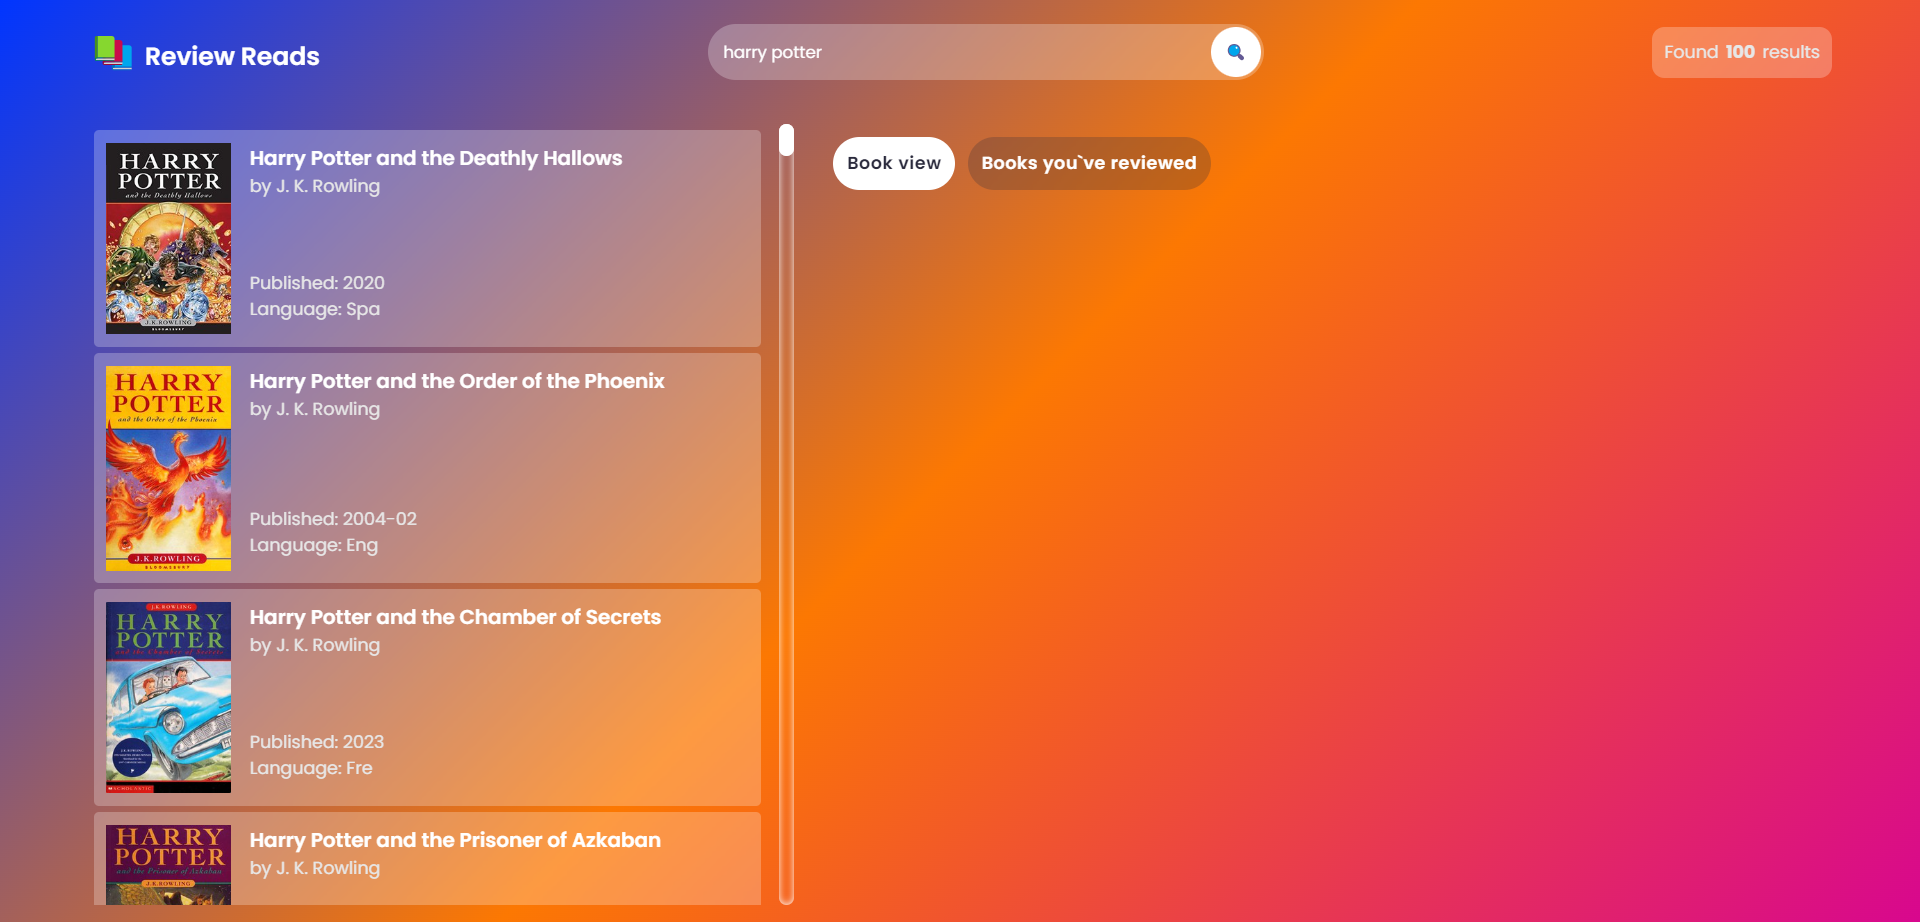 Review Reads
harry potter
Found 100 results
Book view
Books you`ve reviewed
HARRY
POTTER
and the Deathly Hallows
J.K.ROWLING
BLOOMSBURY
Harry Potter and the Deathly Hallows
by J. K. Rowling
Published: 2020
Language: Spa
HARRY
POTTER
and the Order of the Phoenix
J.K.ROWLING
BLOOMSBURY
Harry Potter and the Order of the Phoenix
by J. K. Rowling
Published: 2004-02
Language: Eng
J.K.ROWLING
HARRY
POTTER
and the Chamber of Secrets
SCHOLASTIC
Harry Potter and the Chamber of Secrets
by J. K. Rowling
Published: 2023
Language: Fre
HARRY
POTTER
and the Prisoner of Azkaban
J.K.ROWLING
Harry Potter and the Prisoner of Azkaban
by J. K. Rowling